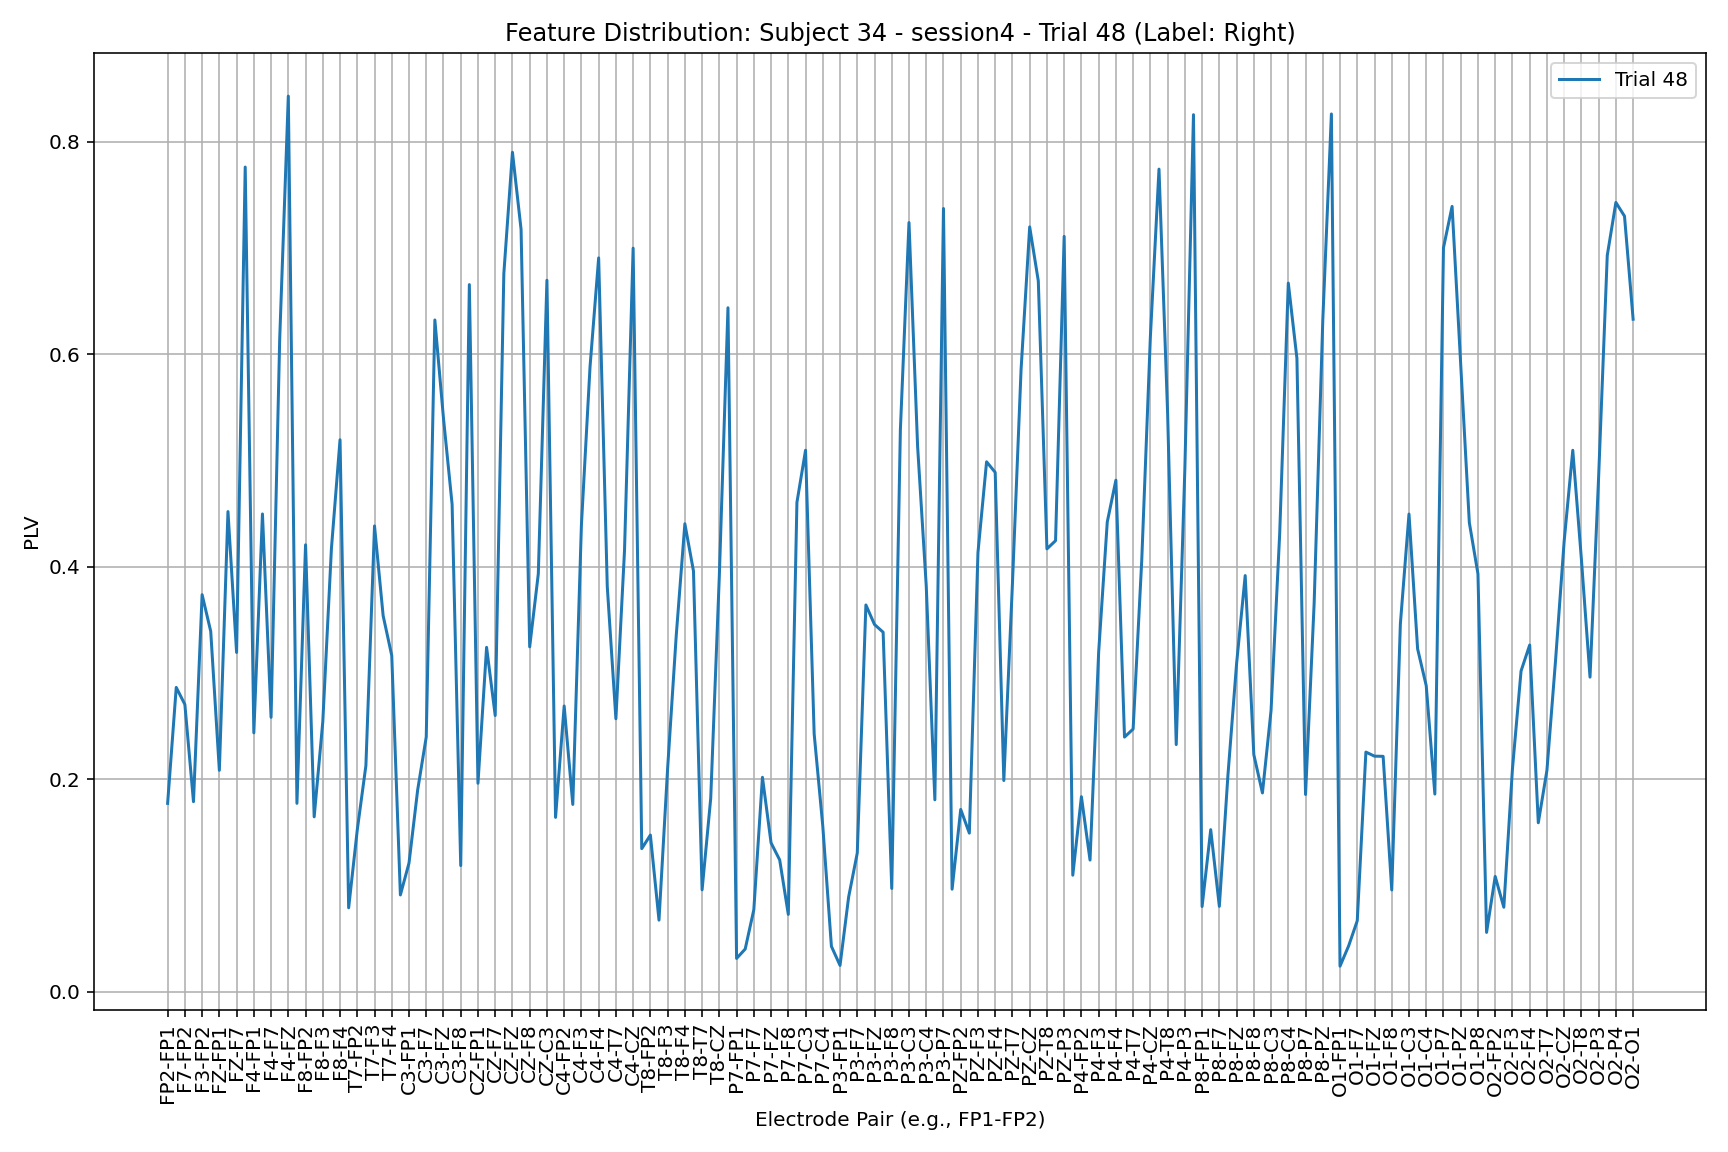 Feature Distribution: Subject 34 - session4 - Trial 48 (Label: Right)
Trial 48
PLV
0.8
0.6
0.4
0.2
0.0
FP2-FP1
F7-FP2
F3-FP2
FZ-FP1
FZ-F7
F4-FP1
F4-F7
F4-FZ
F8-FP2
F8-F3
F8-F4
T7-FP2
T7-F3
T7-F4
C3-FP1
C3-F7
C3-FZ
C3-F8
CZ-FP1
CZ-F7
CZ-FZ
CZ-F8
CZ-C3
C4-FP2
C4-F3
C4-F4
C4-T7
C4-CZ
T8-FP2
T8-F3
T8-F4
T8-T7
T8-CZ
P7-FP1
P7-F7
P7-FZ
P7-F8
P7-C3
P7-C4
P3-FP1
P3-F7
P3-FZ
P3-F8
P3-C3
P3-C4
P3-P7
PZ-FP2
PZ-F3
PZ-F4
PZ-T7
PZ-CZ
PZ-T8
PZ-P3
P4-FP2
P4-F3
P4-F4
P4-T7
P4-CZ
P4-T8
P4-P3
P8-FP1
P8-F7
P8-FZ
P8-F8
P8-C3
P8-C4
P8-P7
P8-PZ
O1-FP1
O1-F7
O1-FZ
O1-F8
O1-C3
O1-C4
O1-P7
O1-PZ
O1-P8
O2-FP2
O2-F3
O2-F4
O2-T7
O2-CZ
O2-T8
O2-P3
O2-P4
O2-O1
Electrode Pair (e.g., FP1-FP2)